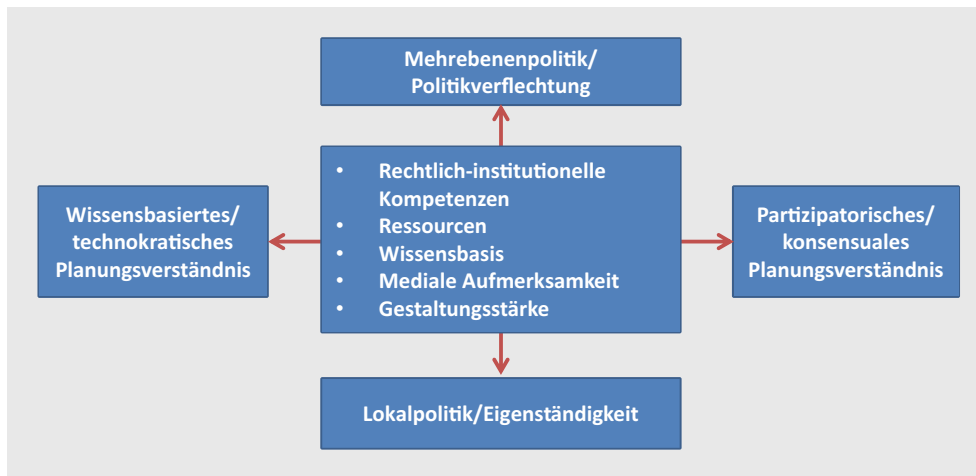 Mehrebenenpolitik/
Politikverflechtung
• Rechtlich-institutionelle
Kompetenzen
• Ressourcen
• Wissensbasis
• Mediale Aufmerksamkeit
• Gestaltungsstärke
Wissensbasiertes/
technokratisches
Planungsverständnis
Partizipatorisches/
konsensuales
Planungsverständnis
Lokalpolitik/Eigenständigkeit